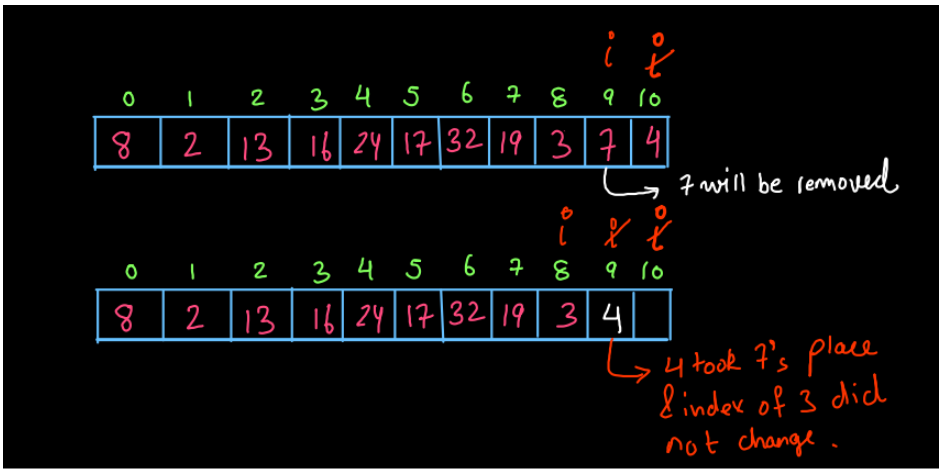 i i
0 1 2 3 4 5 6 7 8 9 10
8 2 13 16 24 17 32 19 3 7 4
7 will be removed
i i i
0 1 2 3 4 5 6 7 8 9 10
8 2 13 16 24 17 32 19 3 4
4 took 7's place
& index of 3 did
not change.